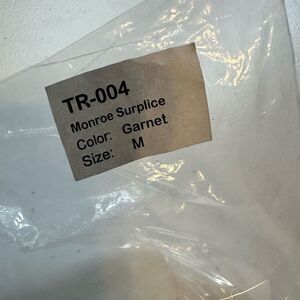 TR-004
Monroe Surplice
Color: Garnet
Size: M